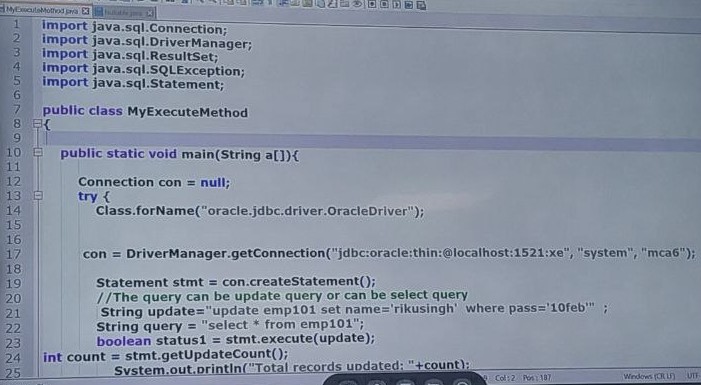 MyExecuteMethod.java
1 import java.sql.Connection;
2 import java.sql.DriverManager;
3 import java.sql.ResultSet;
4 import java.sql.SQLException;
5 import java.sql.Statement;
6
7 public class MyExecuteMethod
8 {
9
10 public static void main(String a[]){
11
12 Connection con = null;
13 try {
14 Class.forName("oracle.jdbc.driver.OracleDriver");
15
16
17 con = DriverManager.getConnection("jdbc:oracle:thin:@localhost:1521:xe", "system", "mca6");
18
19 Statement stmt = con.createStatement();
20 //The query can be update query or can be select query
21 String update="update emp101 set name='rikusingh' where pass='10feb'" ;
22 String query = "select * from emp101";
23 boolean status1 = stmt.execute(update);
24 int count = stmt.getUpdateCount();
25 System.out.println("Total records updated: "+count);
Col: 2 Pos: 187 Windows (CR LF) UTF